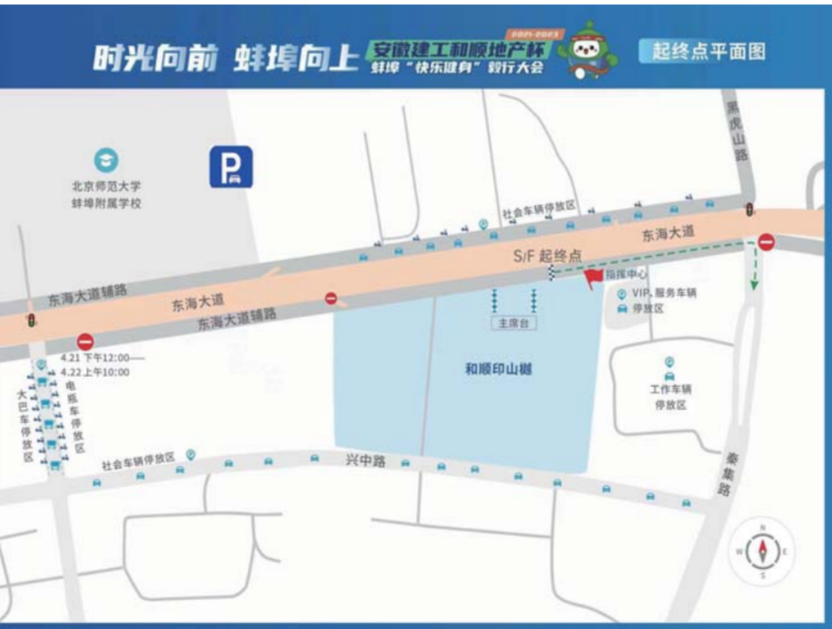 时光向前 蚌埠向上
2021-2023
安徽建工和顺地产杯
蚌埠“快乐健身”毅行大会
起终点平面图
黑虎山路
北京师范大学
蚌埠附属学校
P
社会车辆停放区
东海大道
S/F 起终点
指挥中心
VIP、服务车辆
停放区
东海大道辅路
东海大道
东海大道辅路
主席台
和顺印山樾
4.21 下午12:00——
4.22 上午10:00
大巴车停放区
电瓶车停放区
工作车辆
停放区
社会车辆停放区
兴中路
秦集路
N
W
E
S